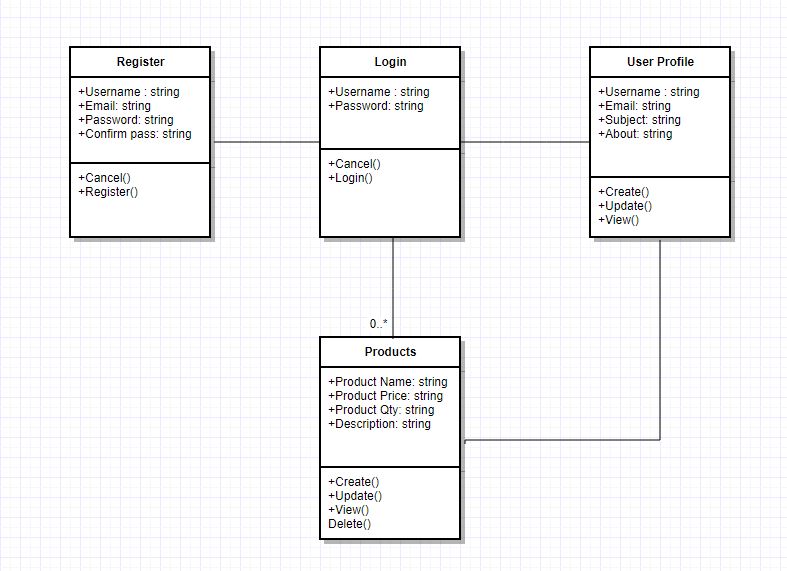 Register
+Username : string
+Email: string
+Password: string
+Confirm pass: string
+Cancel()
+Register()
Login
+Username : string
+Password: string
+Cancel()
+Login()
User Profile
+Username : string
+Email: string
+Subject: string
+About: string
+Create()
+Update()
+View()
0..*
Products
+Product Name: string
+Product Price: string
+Product Qty: string
+Description: string
+Create()
+Update()
+View()
Delete()